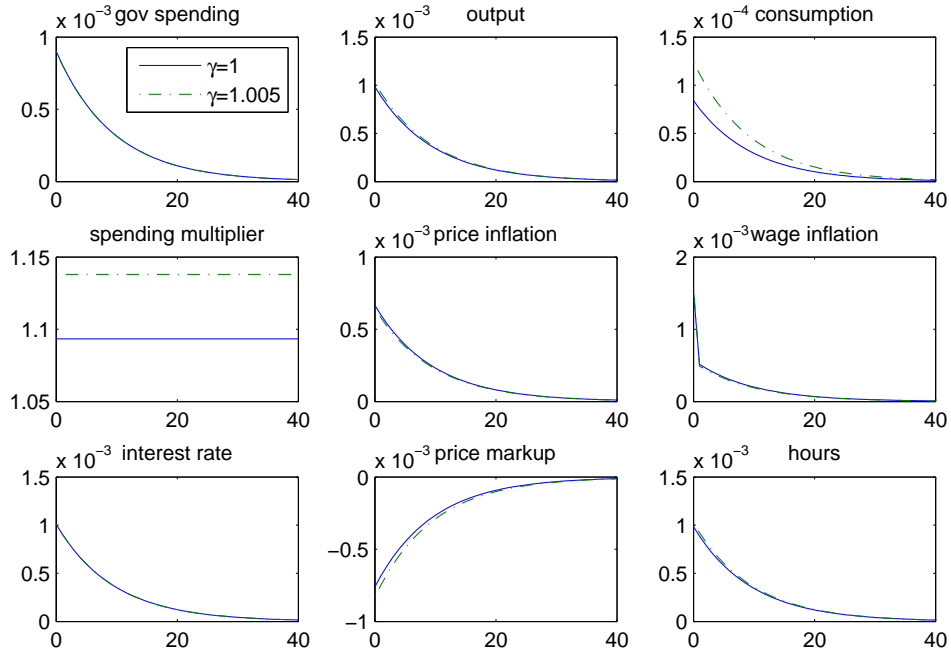 x 10⁻³ gov spending
1
0.5
0
0 20 40
γ=1
γ=1.005
x 10⁻³ output
1.5
1
0.5
0
0 20 40
x 10⁻⁴ consumption
1.5
1
0.5
0
0 20 40
spending multiplier
1.15
1.1
1.05
0 20 40
x 10⁻³ price inflation
1
0.5
0
0 20 40
x 10⁻³ wage inflation
2
1
0
0 20 40
x 10⁻³ interest rate
1.5
1
0.5
0
0 20 40
x 10⁻³ price markup
0
−0.5
−1
0 20 40
x 10⁻³ hours
1.5
1
0.5
0
0 20 40